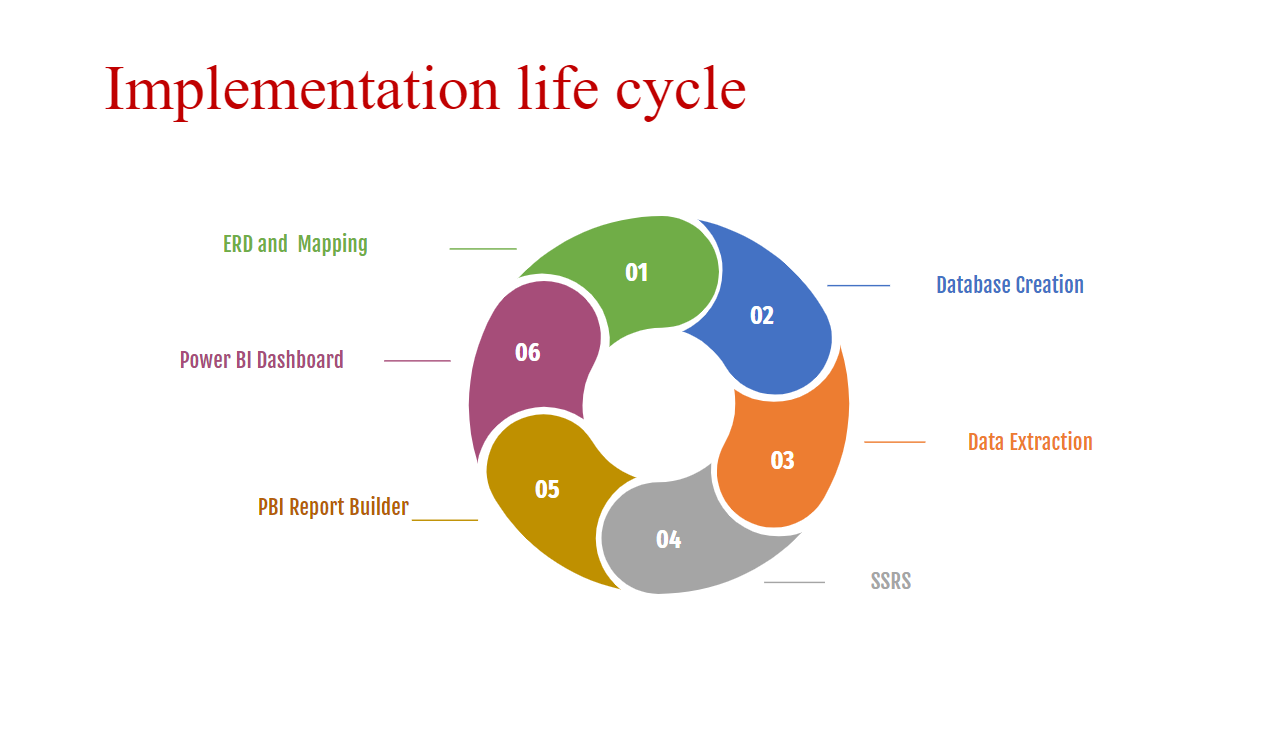 Implementation life cycle
01
ERD and  Mapping
02
Database Creation
03
Data Extraction
04
SSRS
05
PBI Report Builder
06
Power BI Dashboard